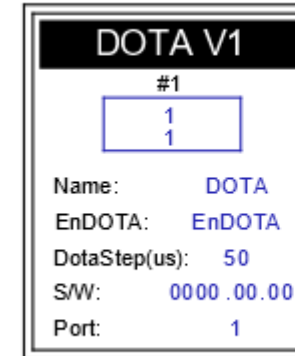 DOTA V1
#1
1
1
Name: DOTA
EnDOTA: EnDOTA
DotaStep(us): 50
S/W: 0000 .00.00
Port: 1